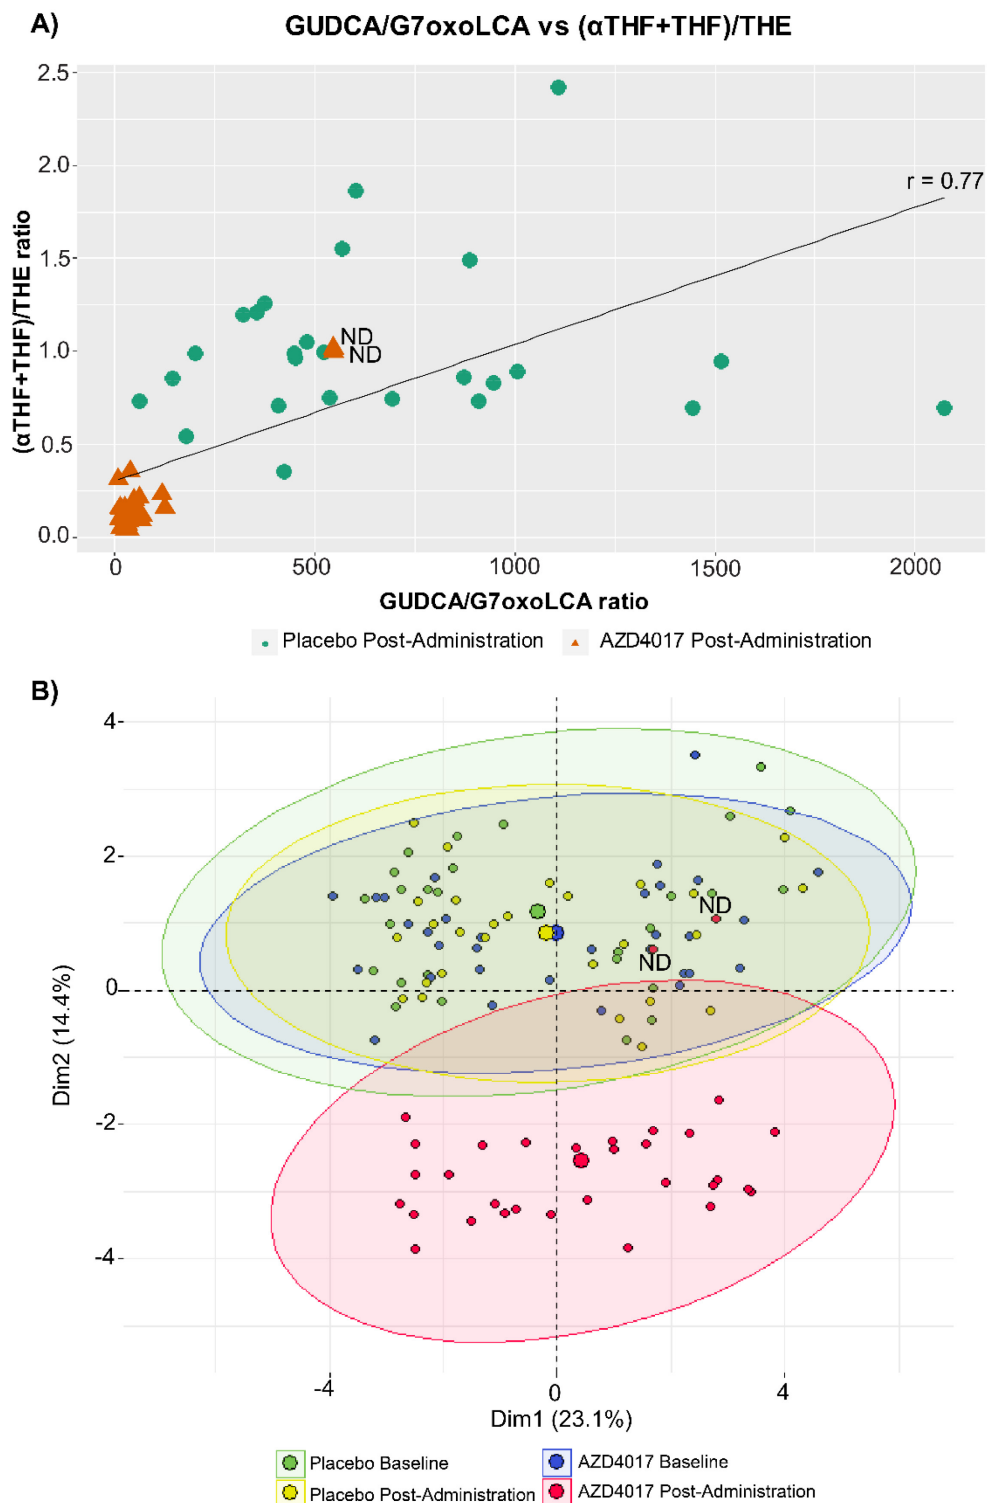 A)
GUDCA/G7oxoLCA vs (αTHF+THF)/THE
2.5
2.0
1.5
1.0
0.5
0.0
(αTHF+THF)/THE ratio
r = 0.77
ND
ND
0
500
1000
1500
2000
GUDCA/G7oxoLCA ratio
Placebo Post-Administration
AZD4017 Post-Administration
B)
4
2
0
-2
-4
Dim2 (14.4%)
ND
ND
-4
0
4
Dim1 (23.1%)
Placebo Baseline
AZD4017 Baseline
Placebo Post-Administration
AZD4017 Post-Administration